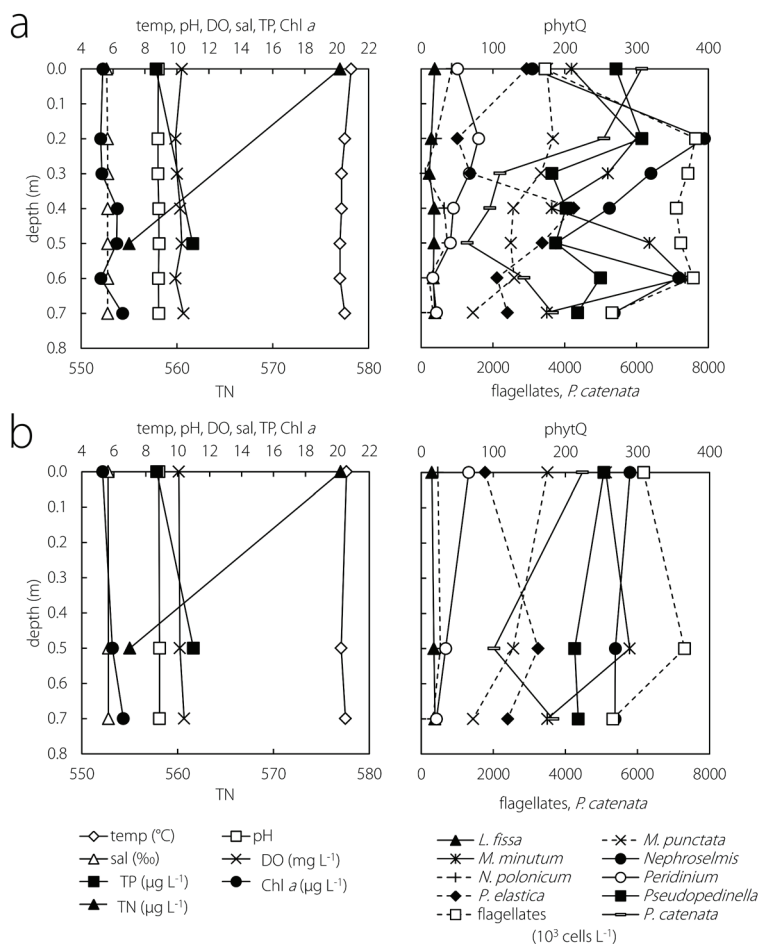 a
temp, pH, DO, sal, TP, Chl a
4 6 8 10 12 14 16 18 20 22
0.0
0.1
0.2
0.3
0.4
0.5
0.6
0.7
0.8
depth (m)
550 560 570 580
TN
phytQ
0 100 200 300 400
0 2000 4000 6000 8000
flagellates, P. catenata
b
temp, pH, DO, sal, TP, Chl a
4 6 8 10 12 14 16 18 20 22
0.0
0.1
0.2
0.3
0.4
0.5
0.6
0.7
0.8
depth (m)
550 560 570 580
TN
phytQ
0 100 200 300 400
0 2000 4000 6000 8000
flagellates, P. catenata
temp (°C) pH
sal (‰) DO (mg L⁻¹)
TP (µg L⁻¹) Chl a (µg L⁻¹)
TN (µg L⁻¹)
L. fissa M. punctata
M. minutum Nephroselmis
N. polonicum Peridinium
P. elastica Pseudopedinella
flagellates P. catenata
(10³ cells L⁻¹)